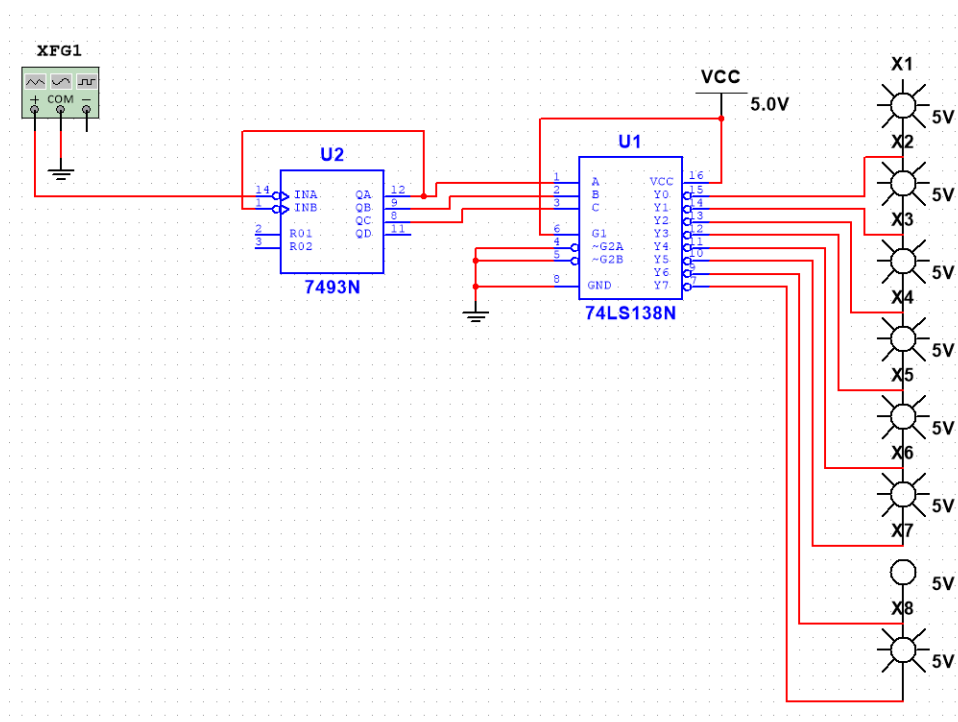 XFG1
+ COM −
VCC
5.0V
U2
14 INA QA 12
1 INB QB 9
QC 8
2 R01 QD 11
3 R02
7493N
U1
1 A VCC 16
2 B Y0 15
3 C Y1 14
Y2 13
6 G1 Y3 12
4 ~G2A Y4 11
5 ~G2B Y5 10
Y6 9
8 GND Y7 7
74LS138N
X1
5V
X2
5V
X3
5V
X4
5V
X5
5V
X6
5V
X7
5V
X8
5V